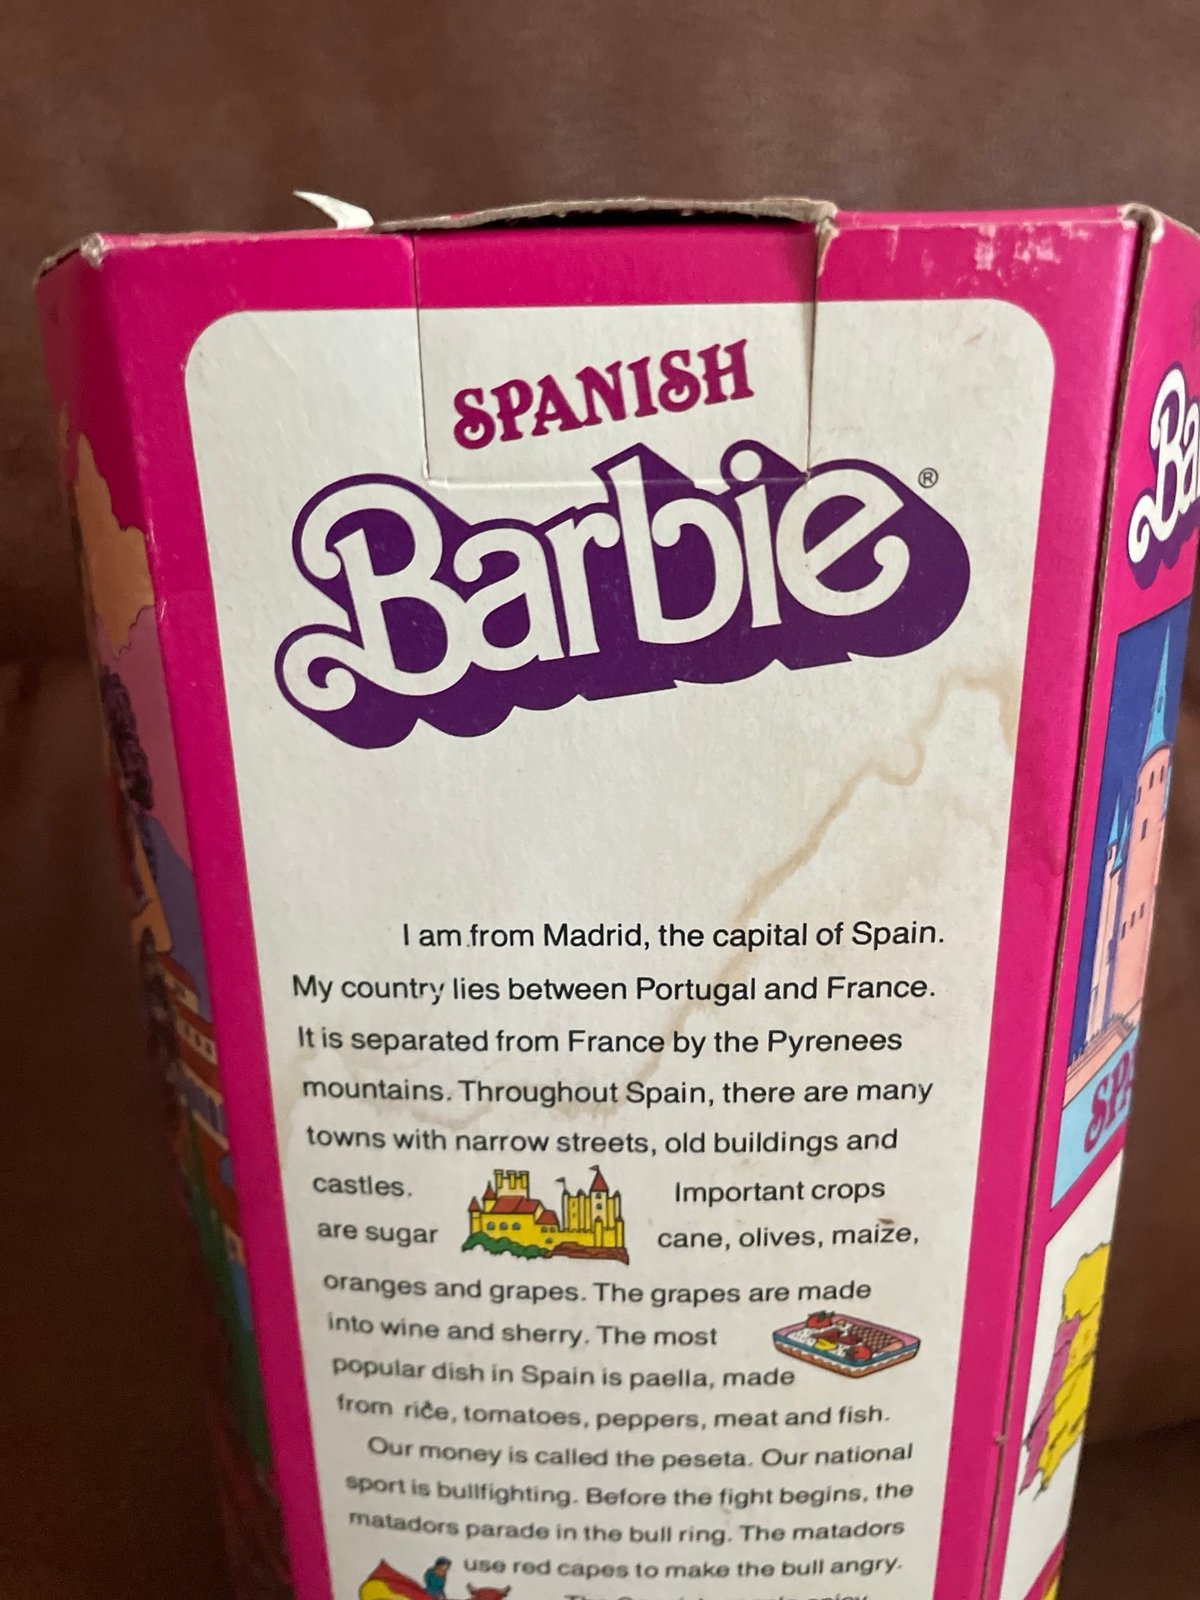 SPANISH
Barbie®
I am from Madrid, the capital of Spain.
My country lies between Portugal and France.
It is separated from France by the Pyrenees
mountains. Throughout Spain, there are many
towns with narrow streets, old buildings and
castles. Important crops
are sugar cane, olives, maize,
oranges and grapes. The grapes are made
into wine and sherry. The most
popular dish in Spain is paella, made
from rice, tomatoes, peppers, meat and fish.
Our money is called the peseta. Our national
sport is bullfighting. Before the fight begins, the
matadors parade in the bull ring. The matadors
use red capes to make the bull angry.
Ba
SPA